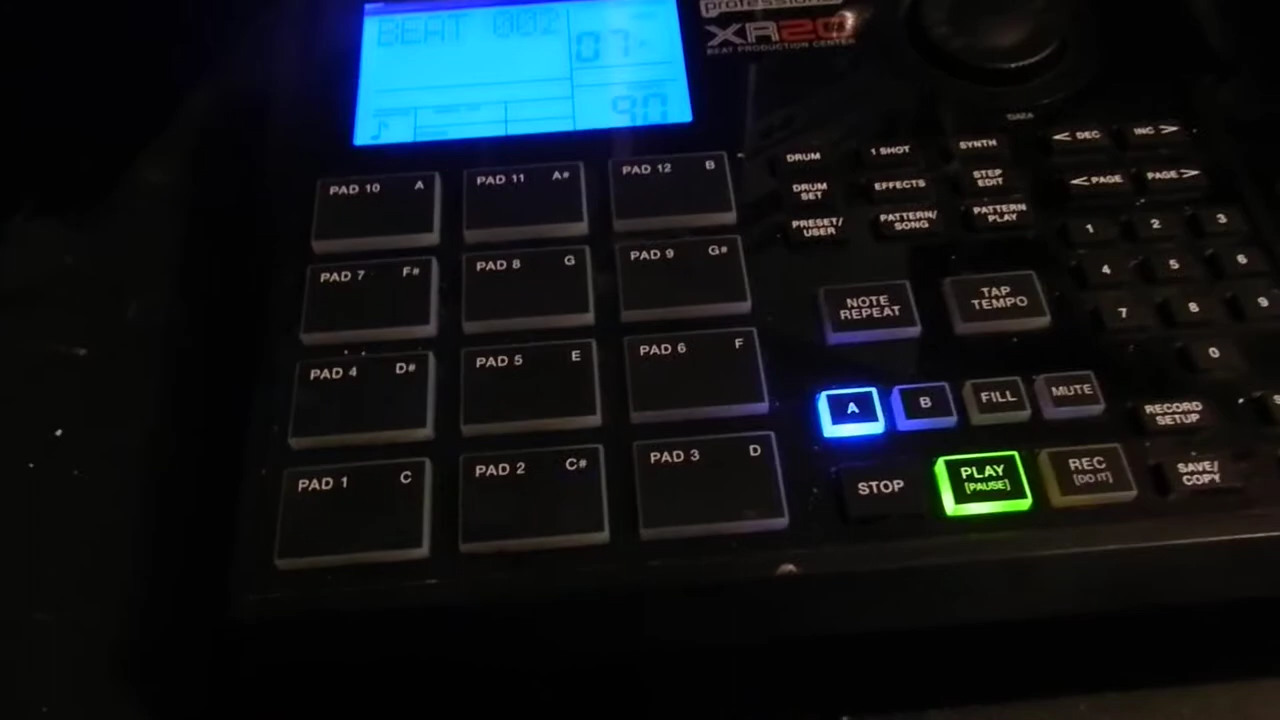 professional
XR20
BEAT PRODUCTION CENTER
BEAT 002
07
90
DATA
PAD 10 A
PAD 11 A#
PAD 12 B
PAD 7 F#
PAD 8 G
PAD 9 G#
PAD 4 D#
PAD 5 E
PAD 6 F
PAD 1 C
PAD 2 C#
PAD 3 D
DRUM
1 SHOT
SYNTH
< DEC
INC >
DRUM
SET
EFFECTS
STEP
EDIT
< PAGE
PAGE >
PRESET/
USER
PATTERN/
SONG
PATTERN
PLAY
1
2
3
4
5
6
7
8
9
0
NOTE
REPEAT
TAP
TEMPO
A
B
FILL
MUTE
RECORD
SETUP
STOP
PLAY
[PAUSE]
REC
[DO IT]
SAVE/
COPY